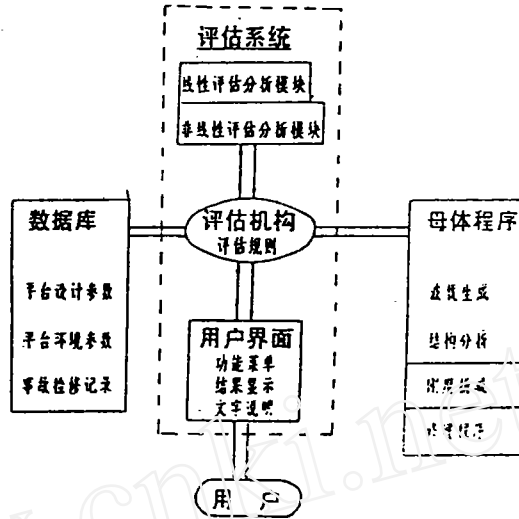 评估系统
线性评估分析模块
非线性评估分析模块
数据库
平台设计参数
平台环境参数
事故检修记录
评估机构
评估规则
母体程序
载荷生成
结构分析
用户界面
功能菜单
结果显示
文字说明
用 户